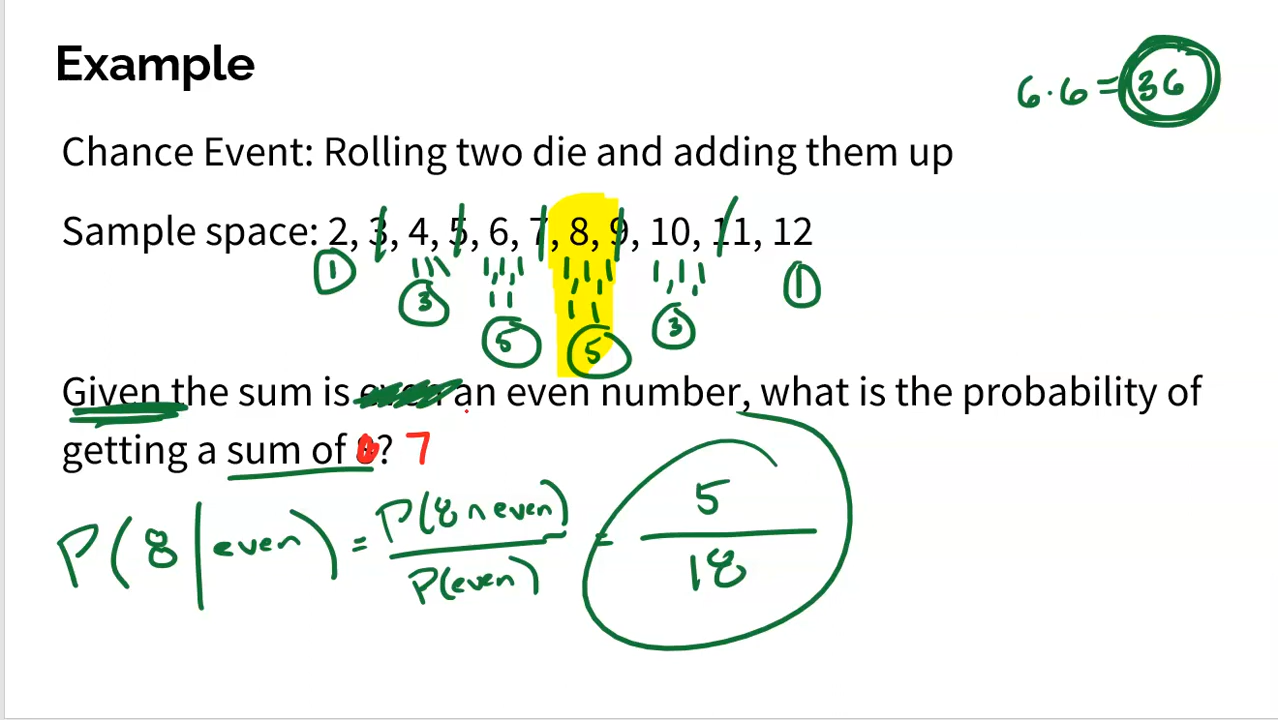 Example
6·6=36
Chance Event: Rolling two die and adding them up
Sample space: 2, 3, 4, 5, 6, 7, 8, 9, 10, 11, 12
1 3 5 5 3 1
Given the sum is even an even number, what is the probability of
getting a sum of ? 7
P(8|even) = P(8∩even) = 5
P(even) 18